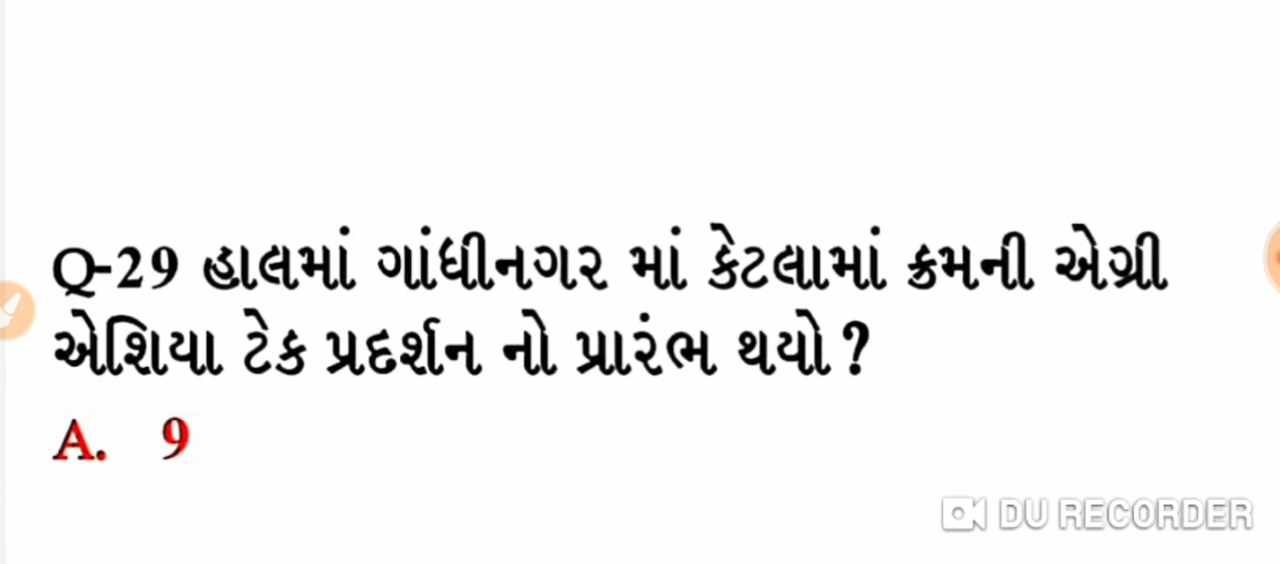 Q-29 હાલમાં ગાંધીનગર માં કેટલામાં ક્રમની એગ્રી
એશિયા ટેક પ્રદર્શન નો પ્રારંભ થયો ?
A. 9
DU RECORDER